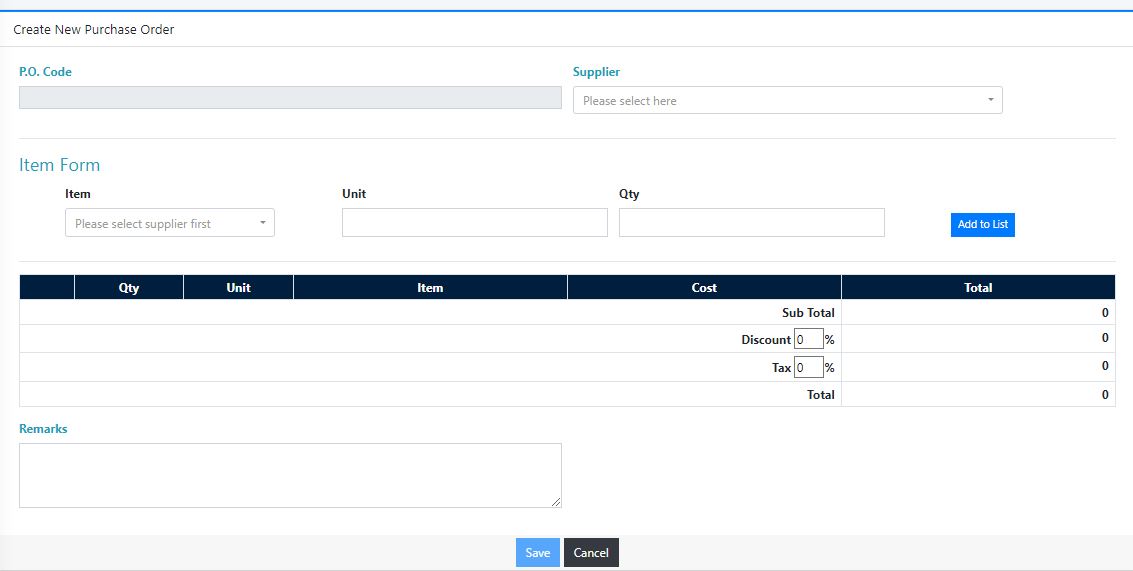 Create New Purchase Order
P.O. Code Supplier
Please select here
Item Form
Item Unit Qty
Please select supplier first Add to List
Qty Unit Item Cost Total
Sub Total 0
Discount 0 % 0
Tax 0 % 0
Total 0
Remarks
Save Cancel